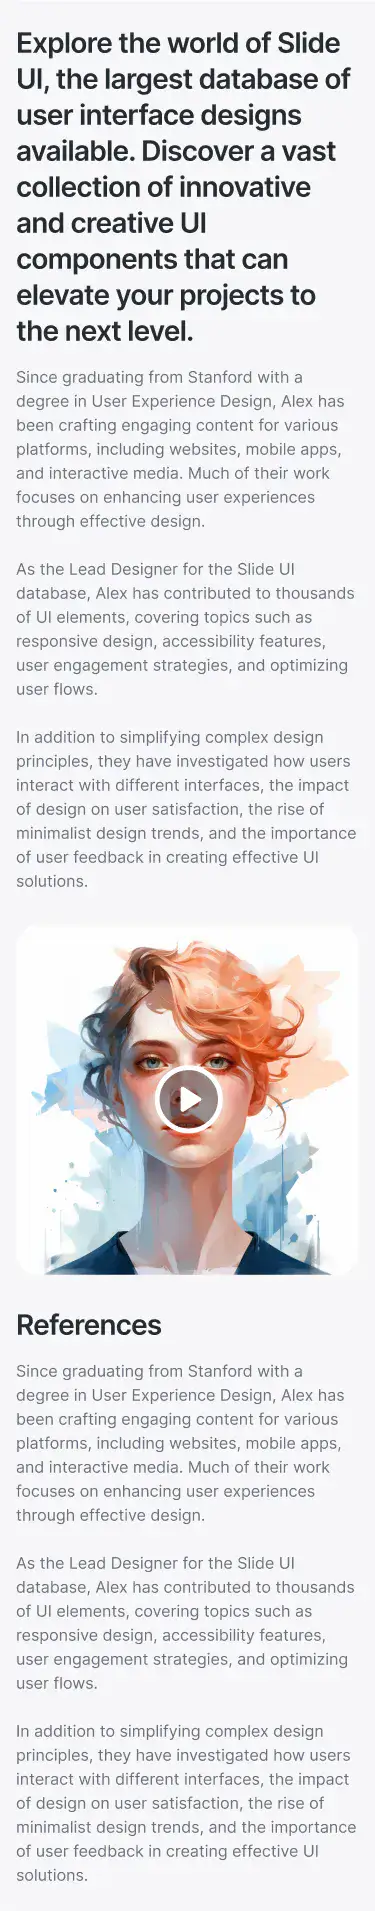 Explore the world of Slide
UI, the largest database of
user interface designs
available. Discover a vast
collection of innovative
and creative UI
components that can
elevate your projects to
the next level.
Since graduating from Stanford with a
degree in User Experience Design, Alex has
been crafting engaging content for various
platforms, including websites, mobile apps,
and interactive media. Much of their work
focuses on enhancing user experiences
through effective design.
As the Lead Designer for the Slide UI
database, Alex has contributed to thousands
of UI elements, covering topics such as
responsive design, accessibility features,
user engagement strategies, and optimizing
user flows.
In addition to simplifying complex design
principles, they have investigated how users
interact with different interfaces, the impact
of design on user satisfaction, the rise of
minimalist design trends, and the importance
of user feedback in creating effective UI
solutions.
References
Since graduating from Stanford with a
degree in User Experience Design, Alex has
been crafting engaging content for various
platforms, including websites, mobile apps,
and interactive media. Much of their work
focuses on enhancing user experiences
through effective design.
As the Lead Designer for the Slide UI
database, Alex has contributed to thousands
of UI elements, covering topics such as
responsive design, accessibility features,
user engagement strategies, and optimizing
user flows.
In addition to simplifying complex design
principles, they have investigated how users
interact with different interfaces, the impact
of design on user satisfaction, the rise of
minimalist design trends, and the importance
of user feedback in creating effective UI
solutions.